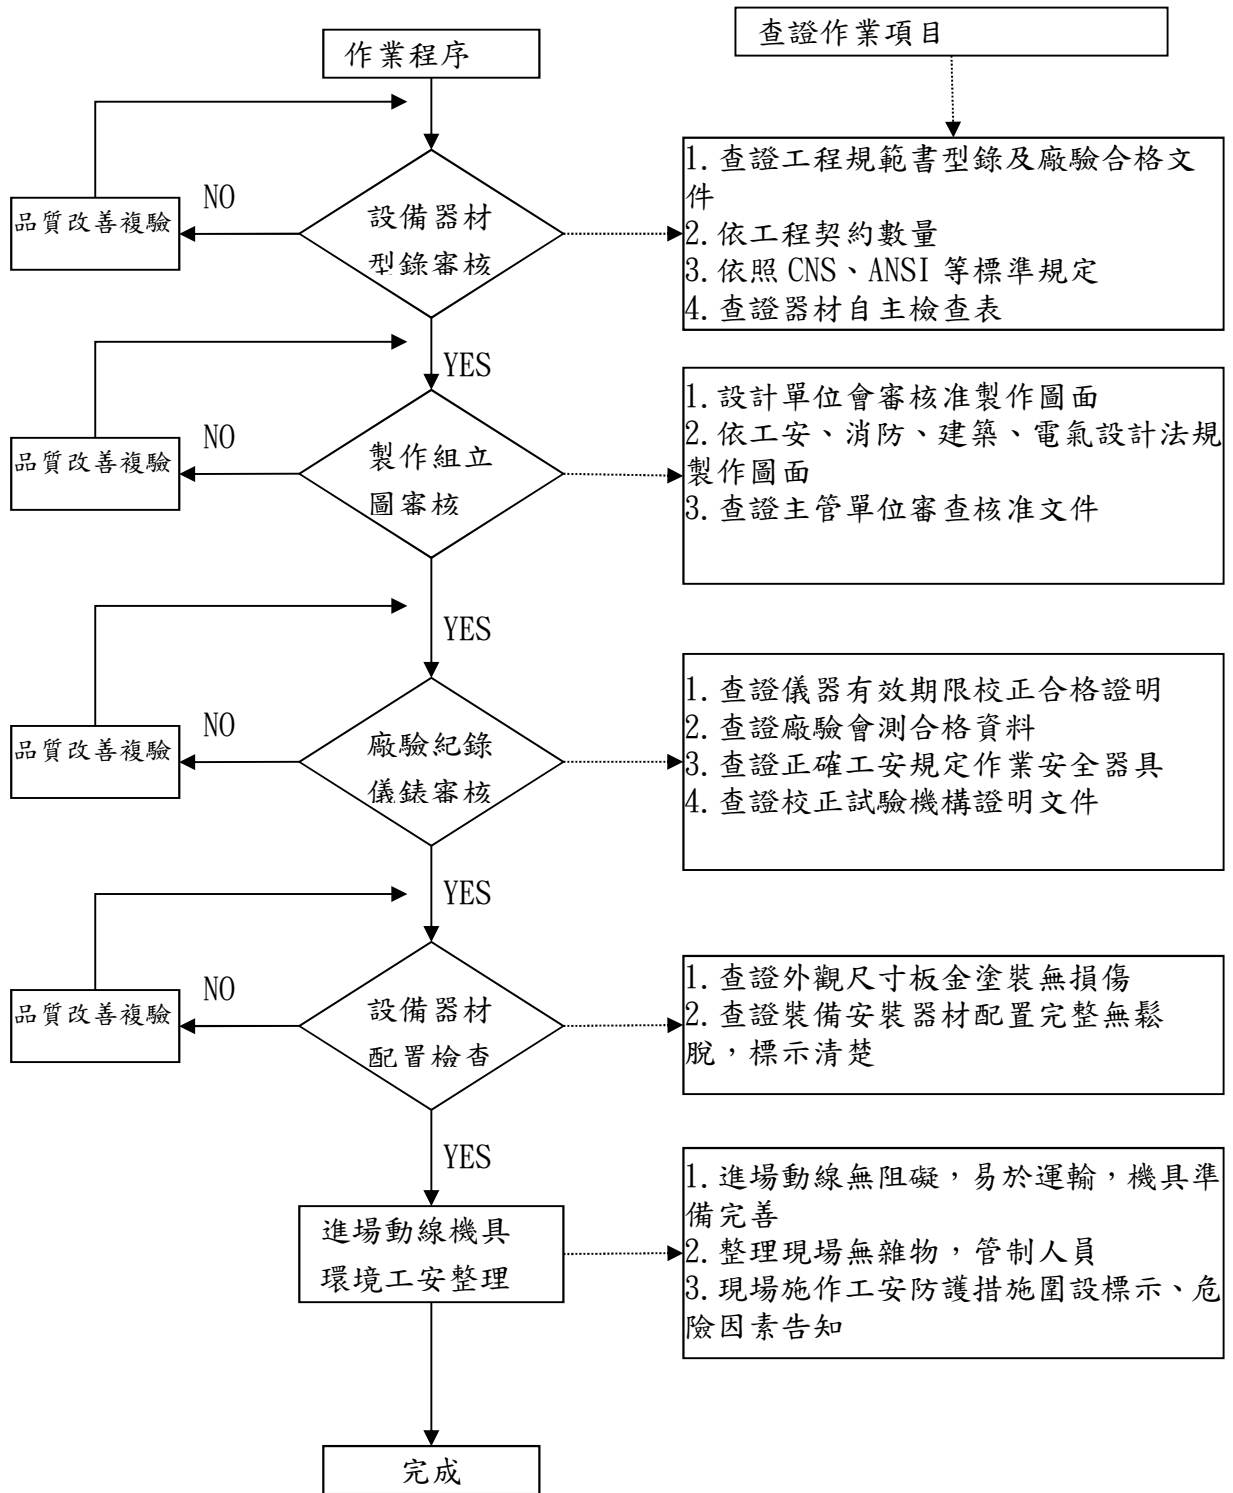 作業程序
查證作業項目
NO
品質改善複驗
設備器材
型錄審核
1. 查證工程規範書型錄及廠驗合格文
件
2. 依工程契約數量
3. 依照 CNS、ANSI 等標準規定
4. 查證器材自主檢查表
YES
NO
品質改善複驗
製作組立
圖審核
1. 設計單位會審核准製作圖面
2. 依工安、消防、建築、電氣設計法規
製作圖面
3. 查證主管單位審查核准文件
YES
NO
品質改善複驗
廠驗紀錄
儀錶審核
1. 查證儀器有效期限校正合格證明
2. 查證廠驗會測合格資料
3. 查證正確工安規定作業安全器具
4. 查證校正試驗機構證明文件
YES
NO
品質改善複驗
設備器材
配置檢查
1. 查證外觀尺寸板金塗裝無損傷
2. 查證裝備安裝器材配置完整無鬆
脫，標示清楚
YES
進場動線機具
環境工安整理
1. 進場動線無阻礙，易於運輸，機具準
備完善
2. 整理現場無雜物，管制人員
3. 現場施作工安防護措施圍設標示、危
險因素告知
完成